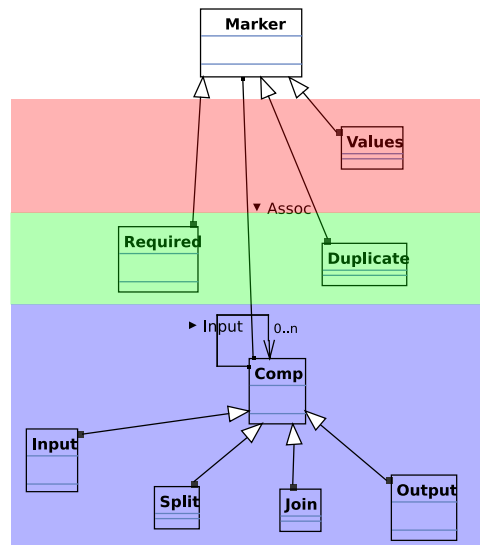 Marker
Values
▼ Assoc
Required
Duplicate
► Input
0..n
Comp
Input
Split
Join
Output